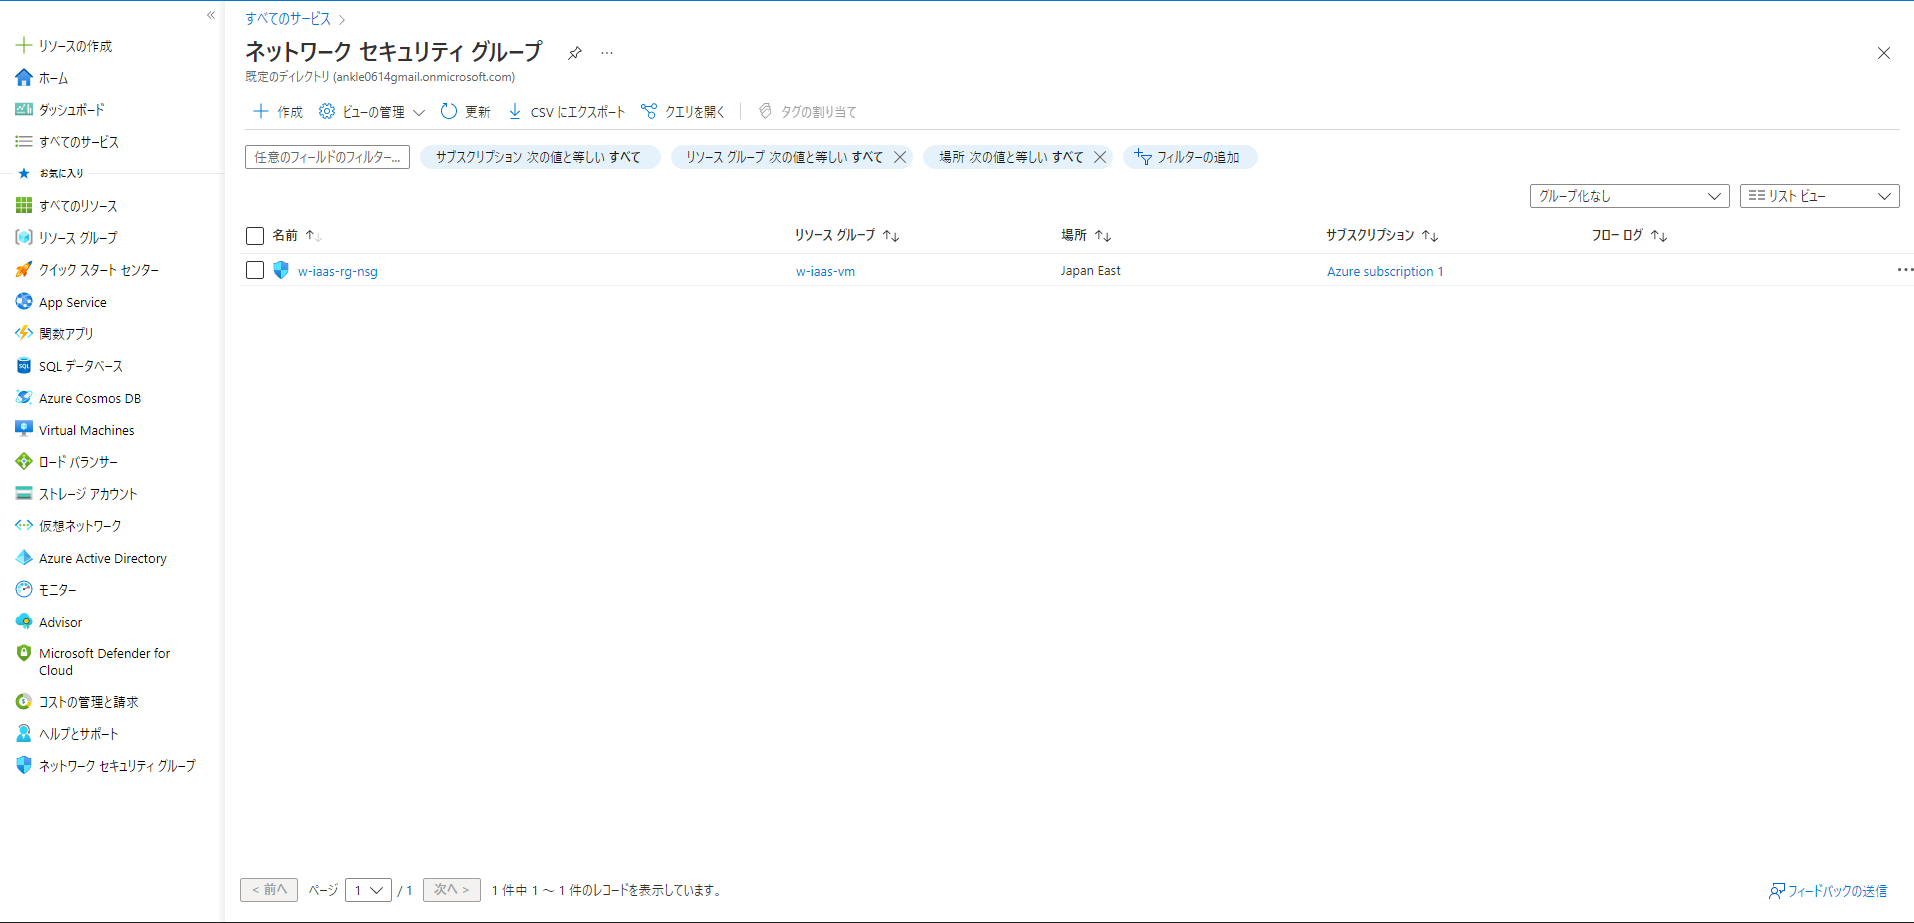 «
リソースの作成
ホーム
ダッシュボード
すべてのサービス
お気に入り
すべてのリソース
リソース グループ
クイック スタート センター
App Service
関数アプリ
SQL データベース
Azure Cosmos DB
Virtual Machines
ロード バランサー
ストレージ アカウント
仮想ネットワーク
Azure Active Directory
モニター
Advisor
Microsoft Defender for
Cloud
コストの管理と請求
ヘルプとサポート
ネットワーク セキュリティ グループ
すべてのサービス >
ネットワーク セキュリティ グループ ...
既定のディレクトリ (ankle0614gmail.onmicrosoft.com)
作成 ビューの管理 更新 CSV にエクスポート クエリを開く タグの割り当て
任意のフィールドのフィルター... サブスクリプション 次の値と等しい すべて リソース グループ 次の値と等しい すべて 場所 次の値と等しい すべて フィルターの追加
グループ化なし リスト ビュー
名前 ↑↓ リソース グループ ↑↓ 場所 ↑↓ サブスクリプション ↑↓ フロー ログ ↑↓
w-iaas-rg-nsg w-iaas-vm Japan East Azure subscription 1 ...
< 前へ ページ 1 / 1 次へ > 1 件中 1 ～ 1 件のレコードを表示しています。
フィードバックの送信